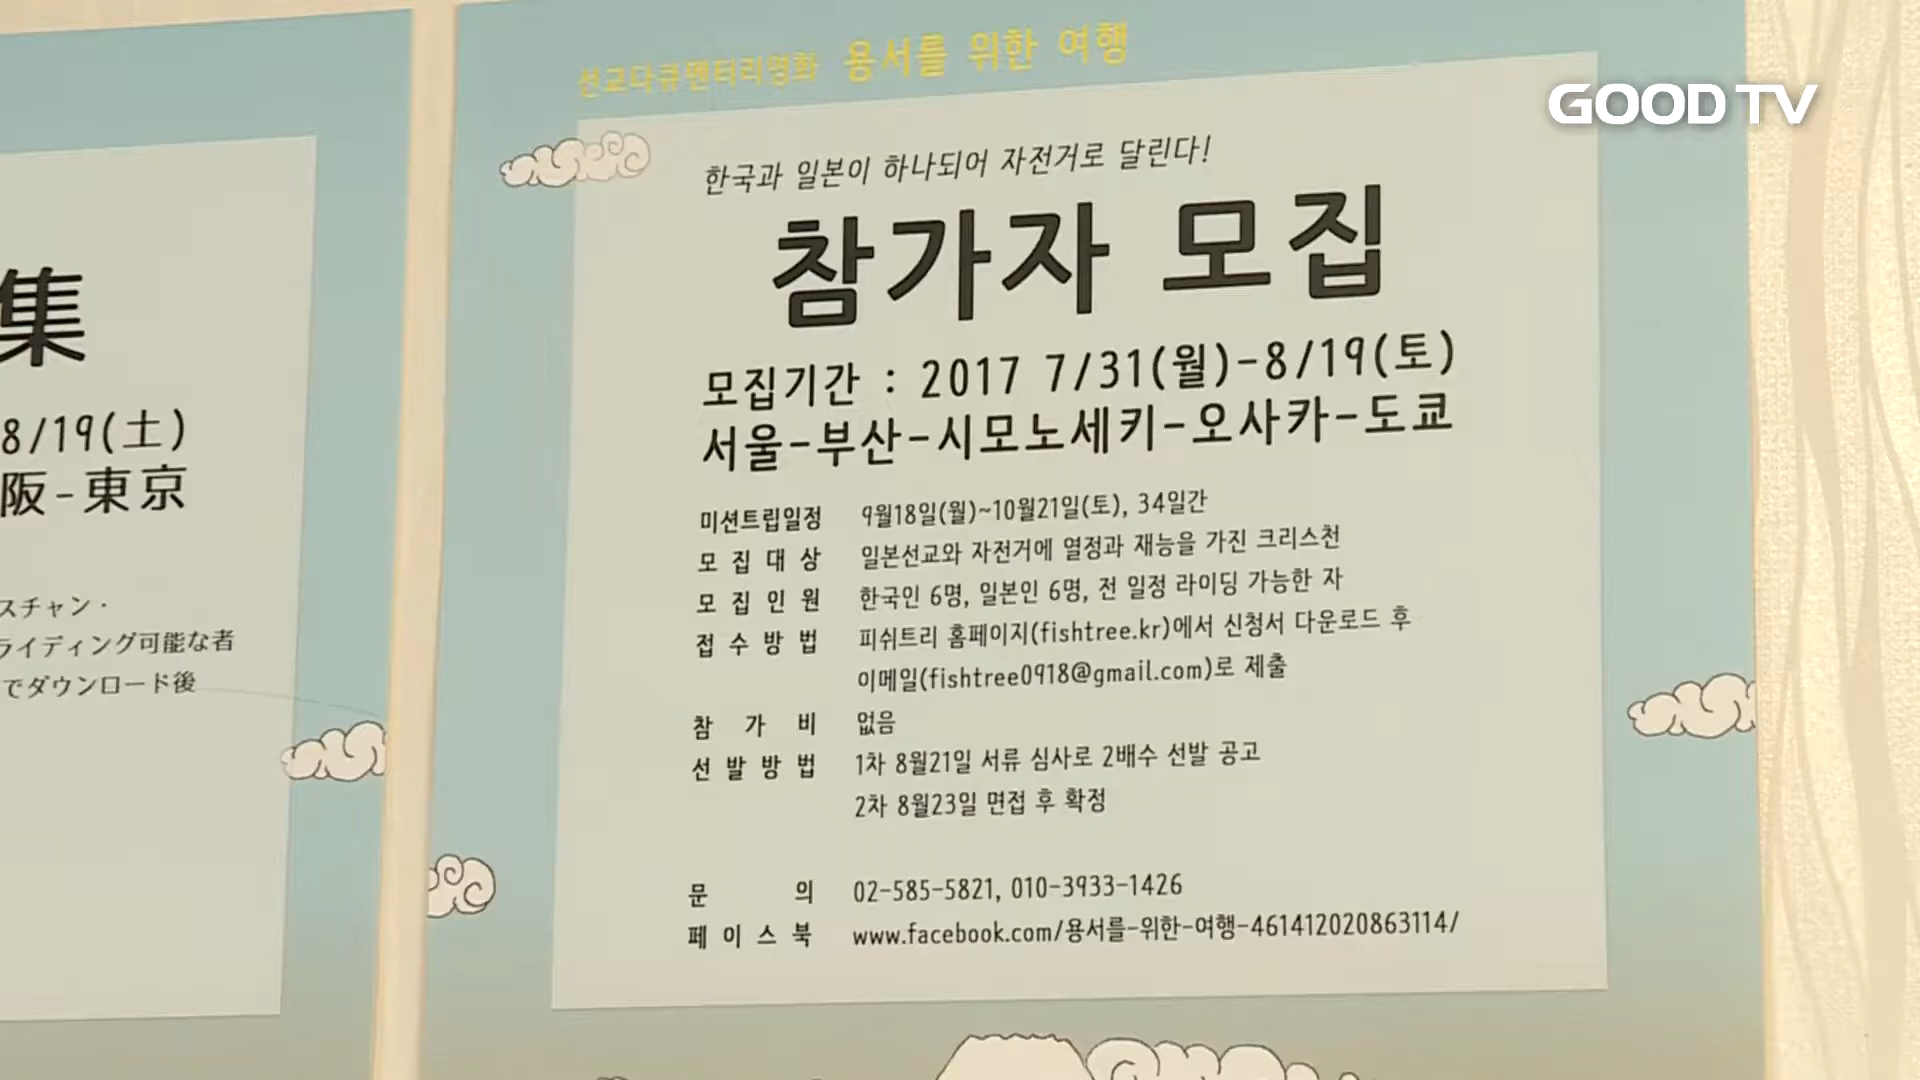 集
8/19(土)
阪-東京
スチャン・
ライディング可能な者
でダウンロード後
선교다큐멘터리영화 용서를 위한 여행
GOOD TV
한국과 일본이 하나되어 자전거로 달린다!
참가자 모집
모집기간 : 2017 7/31(월)-8/19(토)
서울-부산-시모노세키-오사카-도쿄
미션트립일정 9월18일(월)~10월21일(토), 34일간
모집대상 일본선교와 자전거에 열정과 재능을 가진 크리스천
모집인원 한국인 6명, 일본인 6명, 전 일정 라이딩 가능한 자
접수방법 피쉬트리 홈페이지(fishtree.kr)에서 신청서 다운로드 후
이메일(fishtree0918@gmail.com)로 제출
참가비 없음
선발방법 1차 8월21일 서류 심사로 2배수 선발 공고
2차 8월23일 면접 후 확정
문의 02-585-5821, 010-3933-1426
페이스북 www.facebook.com/용서를-위한-여행-461412020863114/